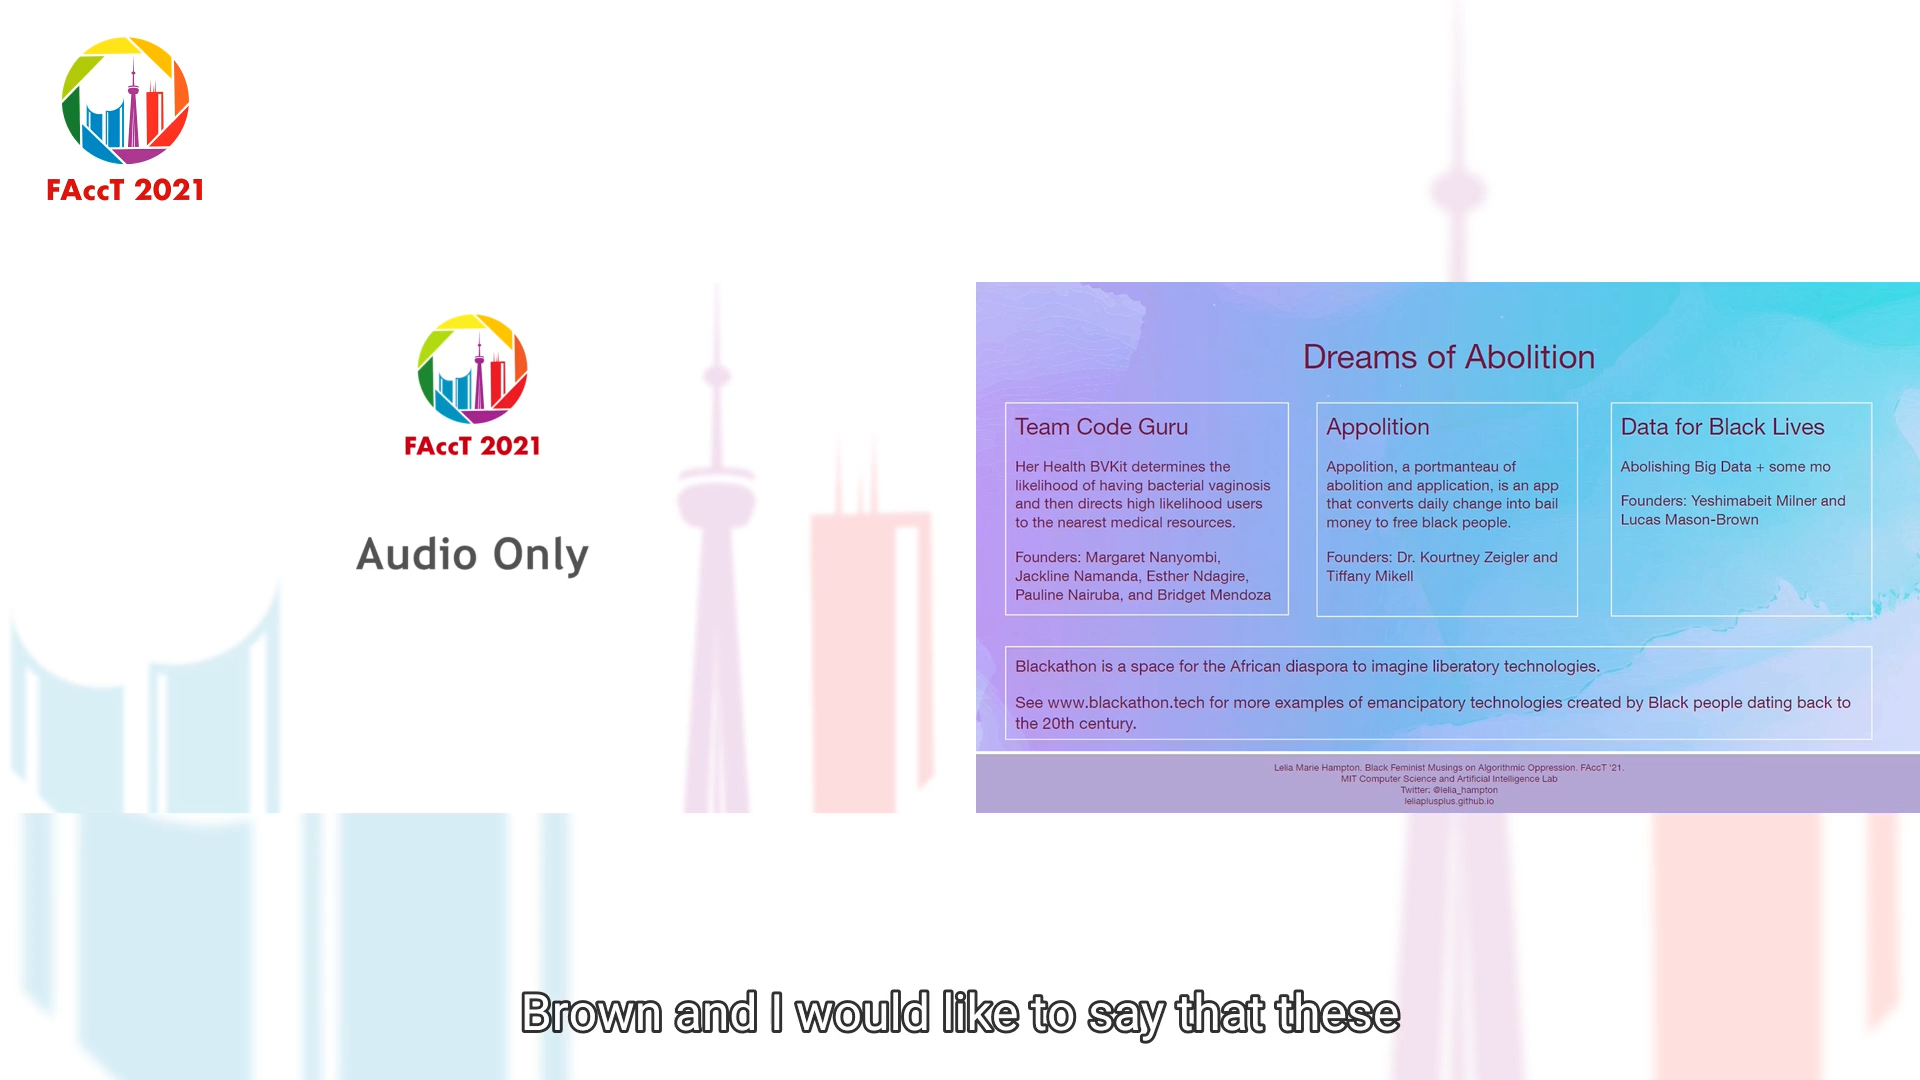 FAccT 2021
FAccT 2021
Audio Only
Dreams of Abolition
Team Code Guru
Her Health BVKit determines the
likelihood of having bacterial vaginosis
and then directs high likelihood users
to the nearest medical resources.
Founders: Margaret Nanyombi,
Jackline Namanda, Esther Ndagire,
Pauline Nairuba, and Bridget Mendoza
Appolition
Appolition, a portmanteau of
abolition and application, is an app
that converts daily change into bail
money to free black people.
Founders: Dr. Kourtney Zeigler and
Tiffany Mikell
Data for Black Lives
Abolishing Big Data + some mo
Founders: Yeshimabeit Milner and
Lucas Mason-Brown
Blackathon is a space for the African diaspora to imagine liberatory technologies.
See www.blackathon.tech for more examples of emancipatory technologies created by Black people dating back to
the 20th century.
Lelia Marie Hampton. Black Feminist Musings on Algorithmic Oppression. FAccT '21.
MIT Computer Science and Artificial Intelligence Lab
Twitter: @lelia_hampton
leliaplusplus.github.io
Brown and I would like to say that these